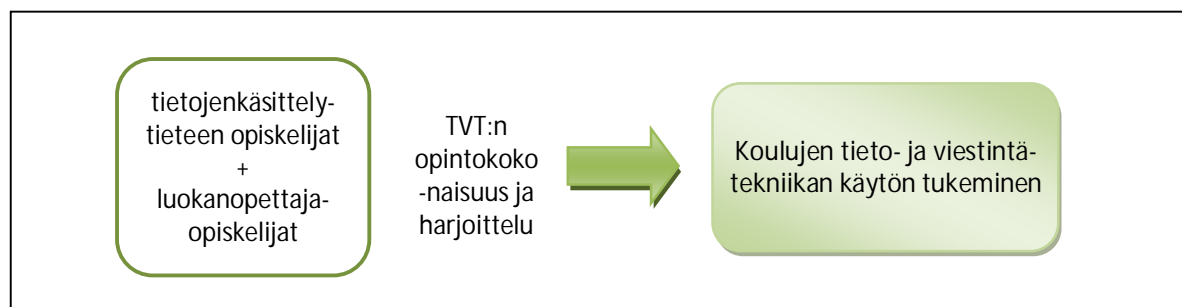 tietojenkäsittely-
tieteen opiskelijat
+
luokanopettaja-
opiskelijat
TVT:n
opintokoko
-naisuus ja
harjoittelu
Koulujen tieto- ja viestintä-
tekniikan käytön tukeminen